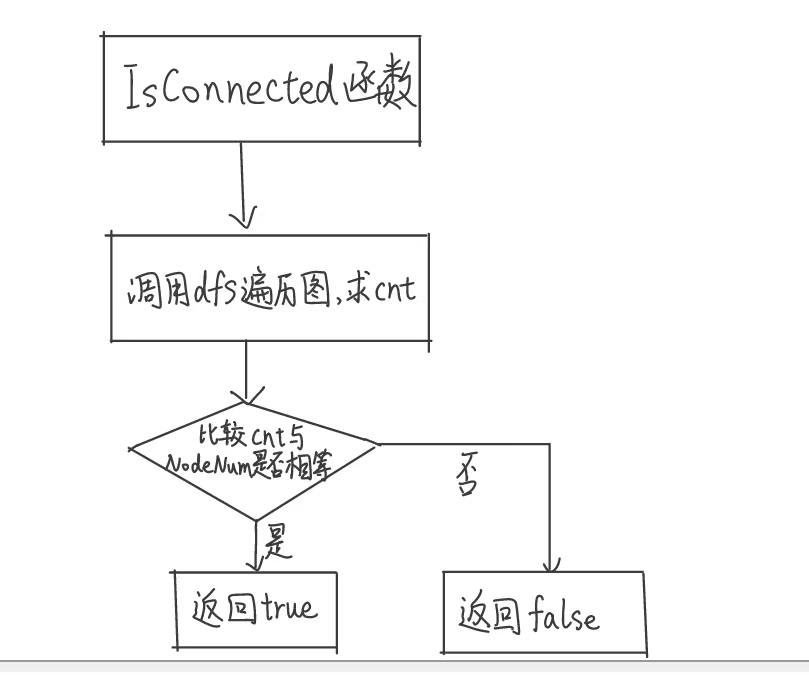 IsConnected函数
调用dfs遍历图,求cnt
比较cnt与
NodeNum是否相等
否
是
返回true
返回false